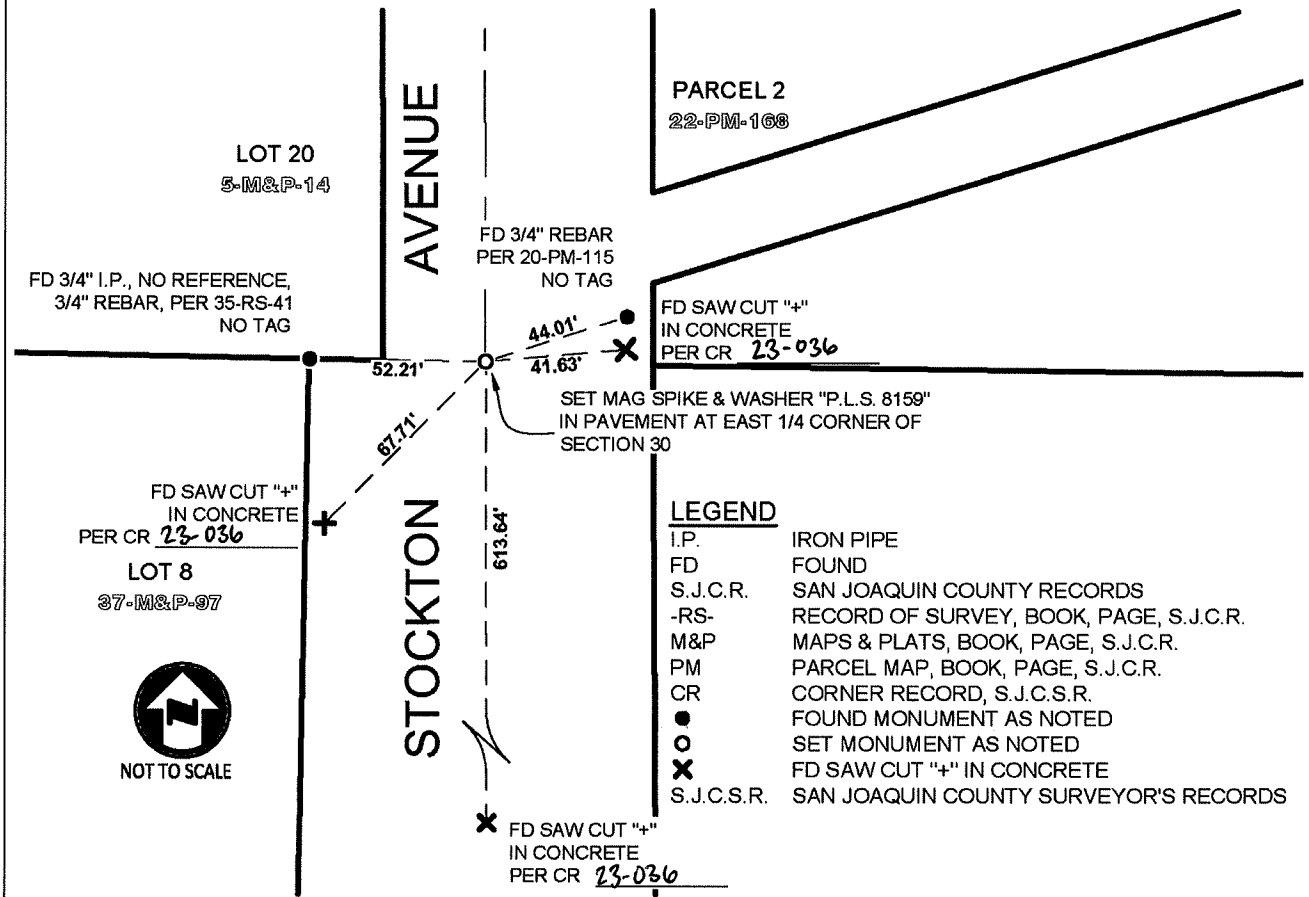 PARCEL 2
22-PM-168
LOT 20
5-M&P-14
AVENUE
FD 3/4" REBAR
PER 20-PM-115
NO TAG
FD 3/4" I.P., NO REFERENCE,
3/4" REBAR, PER 35-RS-41
NO TAG
FD SAW CUT "+"
IN CONCRETE
PER CR 23-036
44.01'
52.21'
41.63'
SET MAG SPIKE & WASHER "P.L.S. 8159"
IN PAVEMENT AT EAST 1/4 CORNER OF
SECTION 30
67.71'
FD SAW CUT "+"
IN CONCRETE
PER CR 23-036
LOT 8
37-M&P-97
613.64'
STOCKTON
N
NOT TO SCALE
LEGEND
I.P. IRON PIPE
FD FOUND
S.J.C.R. SAN JOAQUIN COUNTY RECORDS
-RS- RECORD OF SURVEY, BOOK, PAGE, S.J.C.R.
M&P MAPS & PLATS, BOOK, PAGE, S.J.C.R.
PM PARCEL MAP, BOOK, PAGE, S.J.C.R.
CR CORNER RECORD, S.J.C.S.R.
FOUND MONUMENT AS NOTED
SET MONUMENT AS NOTED
FD SAW CUT "+" IN CONCRETE
S.J.C.S.R. SAN JOAQUIN COUNTY SURVEYOR'S RECORDS
FD SAW CUT "+"
IN CONCRETE
PER CR 23-036